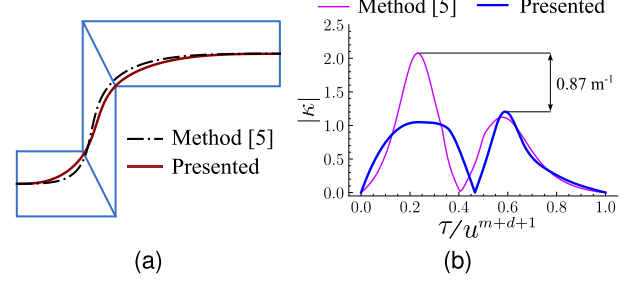 Method [5]
Presented
(a)
Method [5] Presented
2.5
2.0
1.5
1.0
0.5
0.0
|κ|
0.87 m⁻¹
0.0 0.2 0.4 0.6 0.8 1.0
τ/u^{m+d+1}
(b)